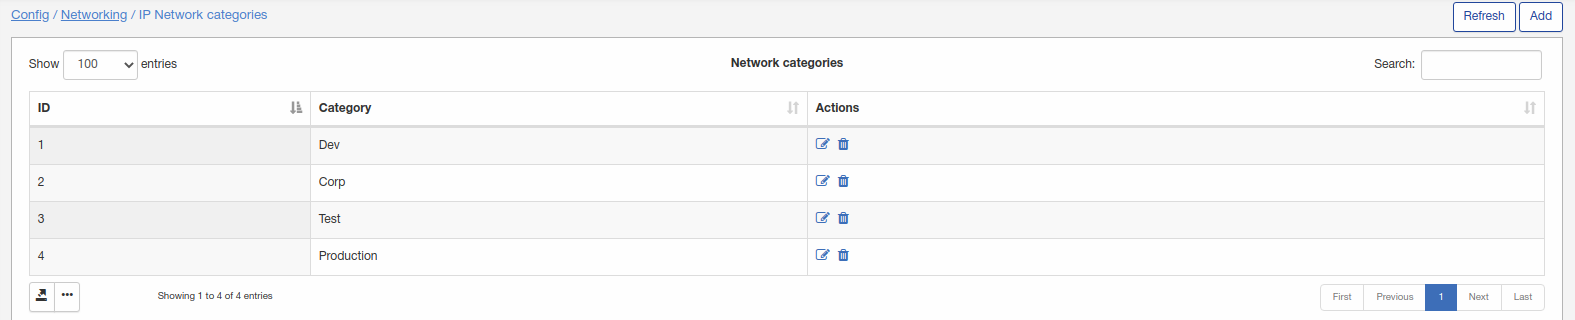 Config / Networking / IP Network categories
Refresh Add
Show 100 entries Network categories Search:
ID Category Actions
1 Dev
2 Corp
3 Test
4 Production
Showing 1 to 4 of 4 entries First Previous 1 Next Last